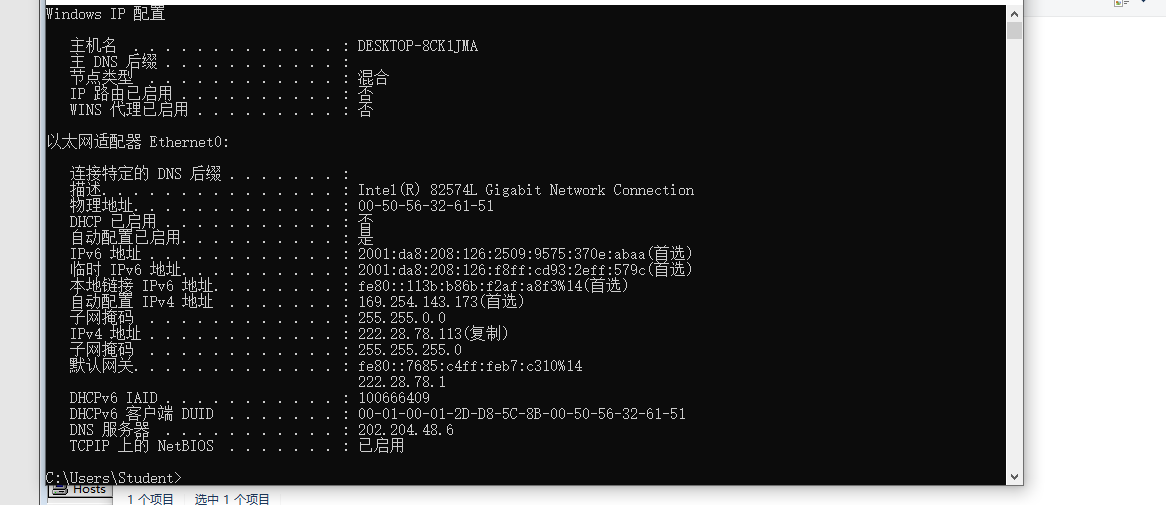 Windows IP 配置
主机名 . . . . . . . . . . . . . : DESKTOP-8CK1JMA
主 DNS 后缀 . . . . . . . . . . . :
节点类型 . . . . . . . . . . . . : 混合
IP 路由已启用 . . . . . . . . . . : 否
WINS 代理已启用 . . . . . . . . . : 否
以太网适配器 Ethernet0:
连接特定的 DNS 后缀 . . . . . . . :
描述. . . . . . . . . . . . . . . : Intel(R) 82574L Gigabit Network Connection
物理地址. . . . . . . . . . . . . : 00-50-56-32-61-51
DHCP 已启用 . . . . . . . . . . . : 否
自动配置已启用. . . . . . . . . . : 是
IPv6 地址 . . . . . . . . . . . . : 2001:da8:208:126:2509:9575:370e:abaa(首选)
临时 IPv6 地址. . . . . . . . . . : 2001:da8:208:126:f8ff:cd93:2eff:579c(首选)
本地链接 IPv6 地址. . . . . . . . : fe80::113b:b86b:f2af:a8f3%14(首选)
自动配置 IPv4 地址 . . . . . . . : 169.254.143.173(首选)
子网掩码 . . . . . . . . . . . . : 255.255.0.0
IPv4 地址 . . . . . . . . . . . . : 222.28.78.113(复制)
子网掩码 . . . . . . . . . . . . : 255.255.255.0
默认网关. . . . . . . . . . . . . : fe80::7685:c4ff:feb7:c310%14
222.28.78.1
DHCPv6 IAID . . . . . . . . . . . : 100666409
DHCPv6 客户端 DUID . . . . . . . : 00-01-00-01-2D-D8-5C-8B-00-50-56-32-61-51
DNS 服务器 . . . . . . . . . . . : 202.204.48.6
TCPIP 上的 NetBIOS . . . . . . . : 已启用
C:\Users\Student>
Hosts
1 个项目 选中 1 个项目